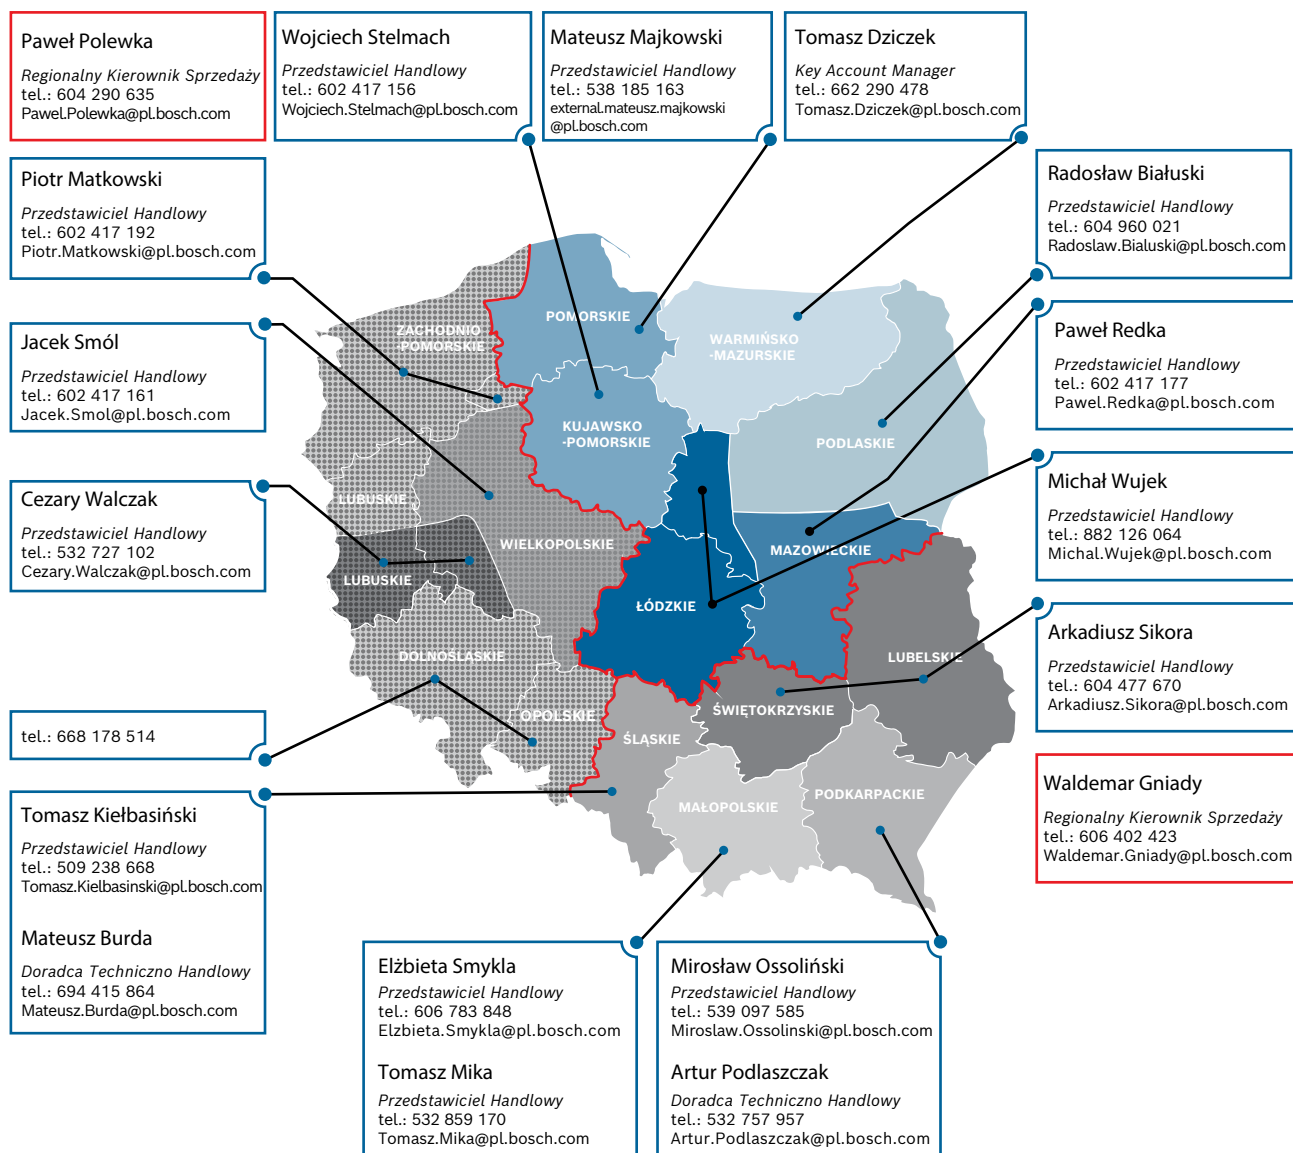 Paweł Polewka
Regionalny Kierownik Sprzedaży
tel.: 604 290 635
Pawel.Polewka@pl.bosch.com
Wojciech Stelmach
Przedstawiciel Handlowy
tel.: 602 417 156
Wojciech.Stelmach@pl.bosch.com
Mateusz Majkowski
Przedstawiciel Handlowy
tel.: 538 185 163
external.mateusz.majkowski
@pl.bosch.com
Tomasz Dziczek
Key Account Manager
tel.: 662 290 478
Tomasz.Dziczek@pl.bosch.com
Piotr Matkowski
Przedstawiciel Handlowy
tel.: 602 417 192
Piotr.Matkowski@pl.bosch.com
Radosław Białuski
Przedstawiciel Handlowy
tel.: 604 960 021
Radoslaw.Bialuski@pl.bosch.com
Jacek Smól
Przedstawiciel Handlowy
tel.: 602 417 161
Jacek.Smol@pl.bosch.com
Paweł Redka
Przedstawiciel Handlowy
tel.: 602 417 177
Pawel.Redka@pl.bosch.com
Cezary Walczak
Przedstawiciel Handlowy
tel.: 532 727 102
Cezary.Walczak@pl.bosch.com
Michał Wujek
Przedstawiciel Handlowy
tel.: 882 126 064
Michal.Wujek@pl.bosch.com
Arkadiusz Sikora
Przedstawiciel Handlowy
tel.: 604 477 670
Arkadiusz.Sikora@pl.bosch.com
tel.: 668 178 514
Waldemar Gniady
Regionalny Kierownik Sprzedaży
tel.: 606 402 423
Waldemar.Gniady@pl.bosch.com
Tomasz Kiełbasiński
Przedstawiciel Handlowy
tel.: 509 238 668
Tomasz.Kielbasinski@pl.bosch.com
Mateusz Burda
Doradca Techniczno Handlowy
tel.: 694 415 864
Mateusz.Burda@pl.bosch.com
Elżbieta Smykla
Przedstawiciel Handlowy
tel.: 606 783 848
Elzbieta.Smykla@pl.bosch.com
Tomasz Mika
Przedstawiciel Handlowy
tel.: 532 859 170
Tomasz.Mika@pl.bosch.com
Mirosław Ossoliński
Przedstawiciel Handlowy
tel.: 539 097 585
Miroslaw.Ossolinski@pl.bosch.com
Artur Podlaszczak
Doradca Techniczno Handlowy
tel.: 532 757 957
Artur.Podlaszczak@pl.bosch.com
ZACHODNIO
POMORSKIE
POMORSKIE
WARMIŃSKO
-MAZURSKIE
KUJAWSKO
-POMORSKIE
PODLASKIE
LUBUSKIE
WIELKOPOLSKIE
MAZOWIECKIE
LUBUSKIE
ŁÓDZKIE
DOLNOŚLĄSKIE
LUBELSKIE
OPOLSKIE
ŚWIĘTOKRZYSKIE
ŚLĄSKIE
MAŁOPOLSKIE
PODKARPACKIE